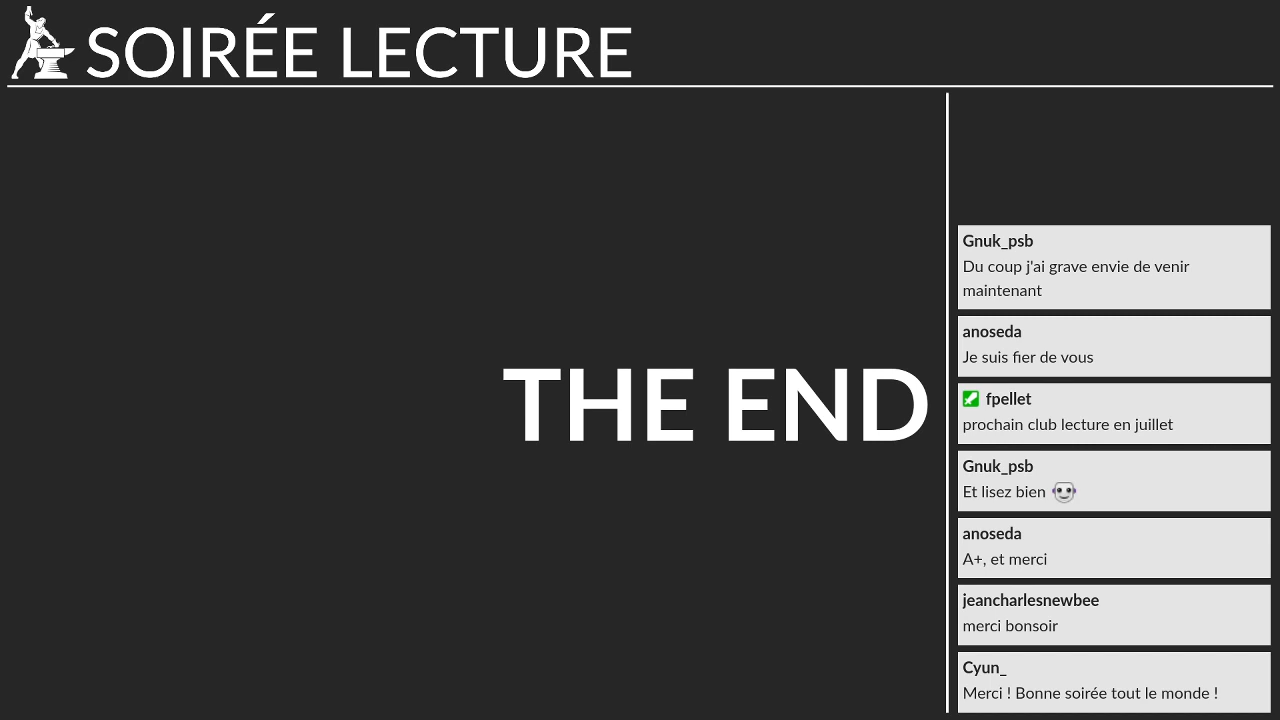 SOIRÉE LECTURE
THE END
Gnuk_psb
Du coup j'ai grave envie de venir
maintenant
anoseda
Je suis fier de vous
fpellet
prochain club lecture en juillet
Gnuk_psb
Et lisez bien
anoseda
A+, et merci
jeancharlesnewbee
merci bonsoir
Cyun_
Merci ! Bonne soirée tout le monde !